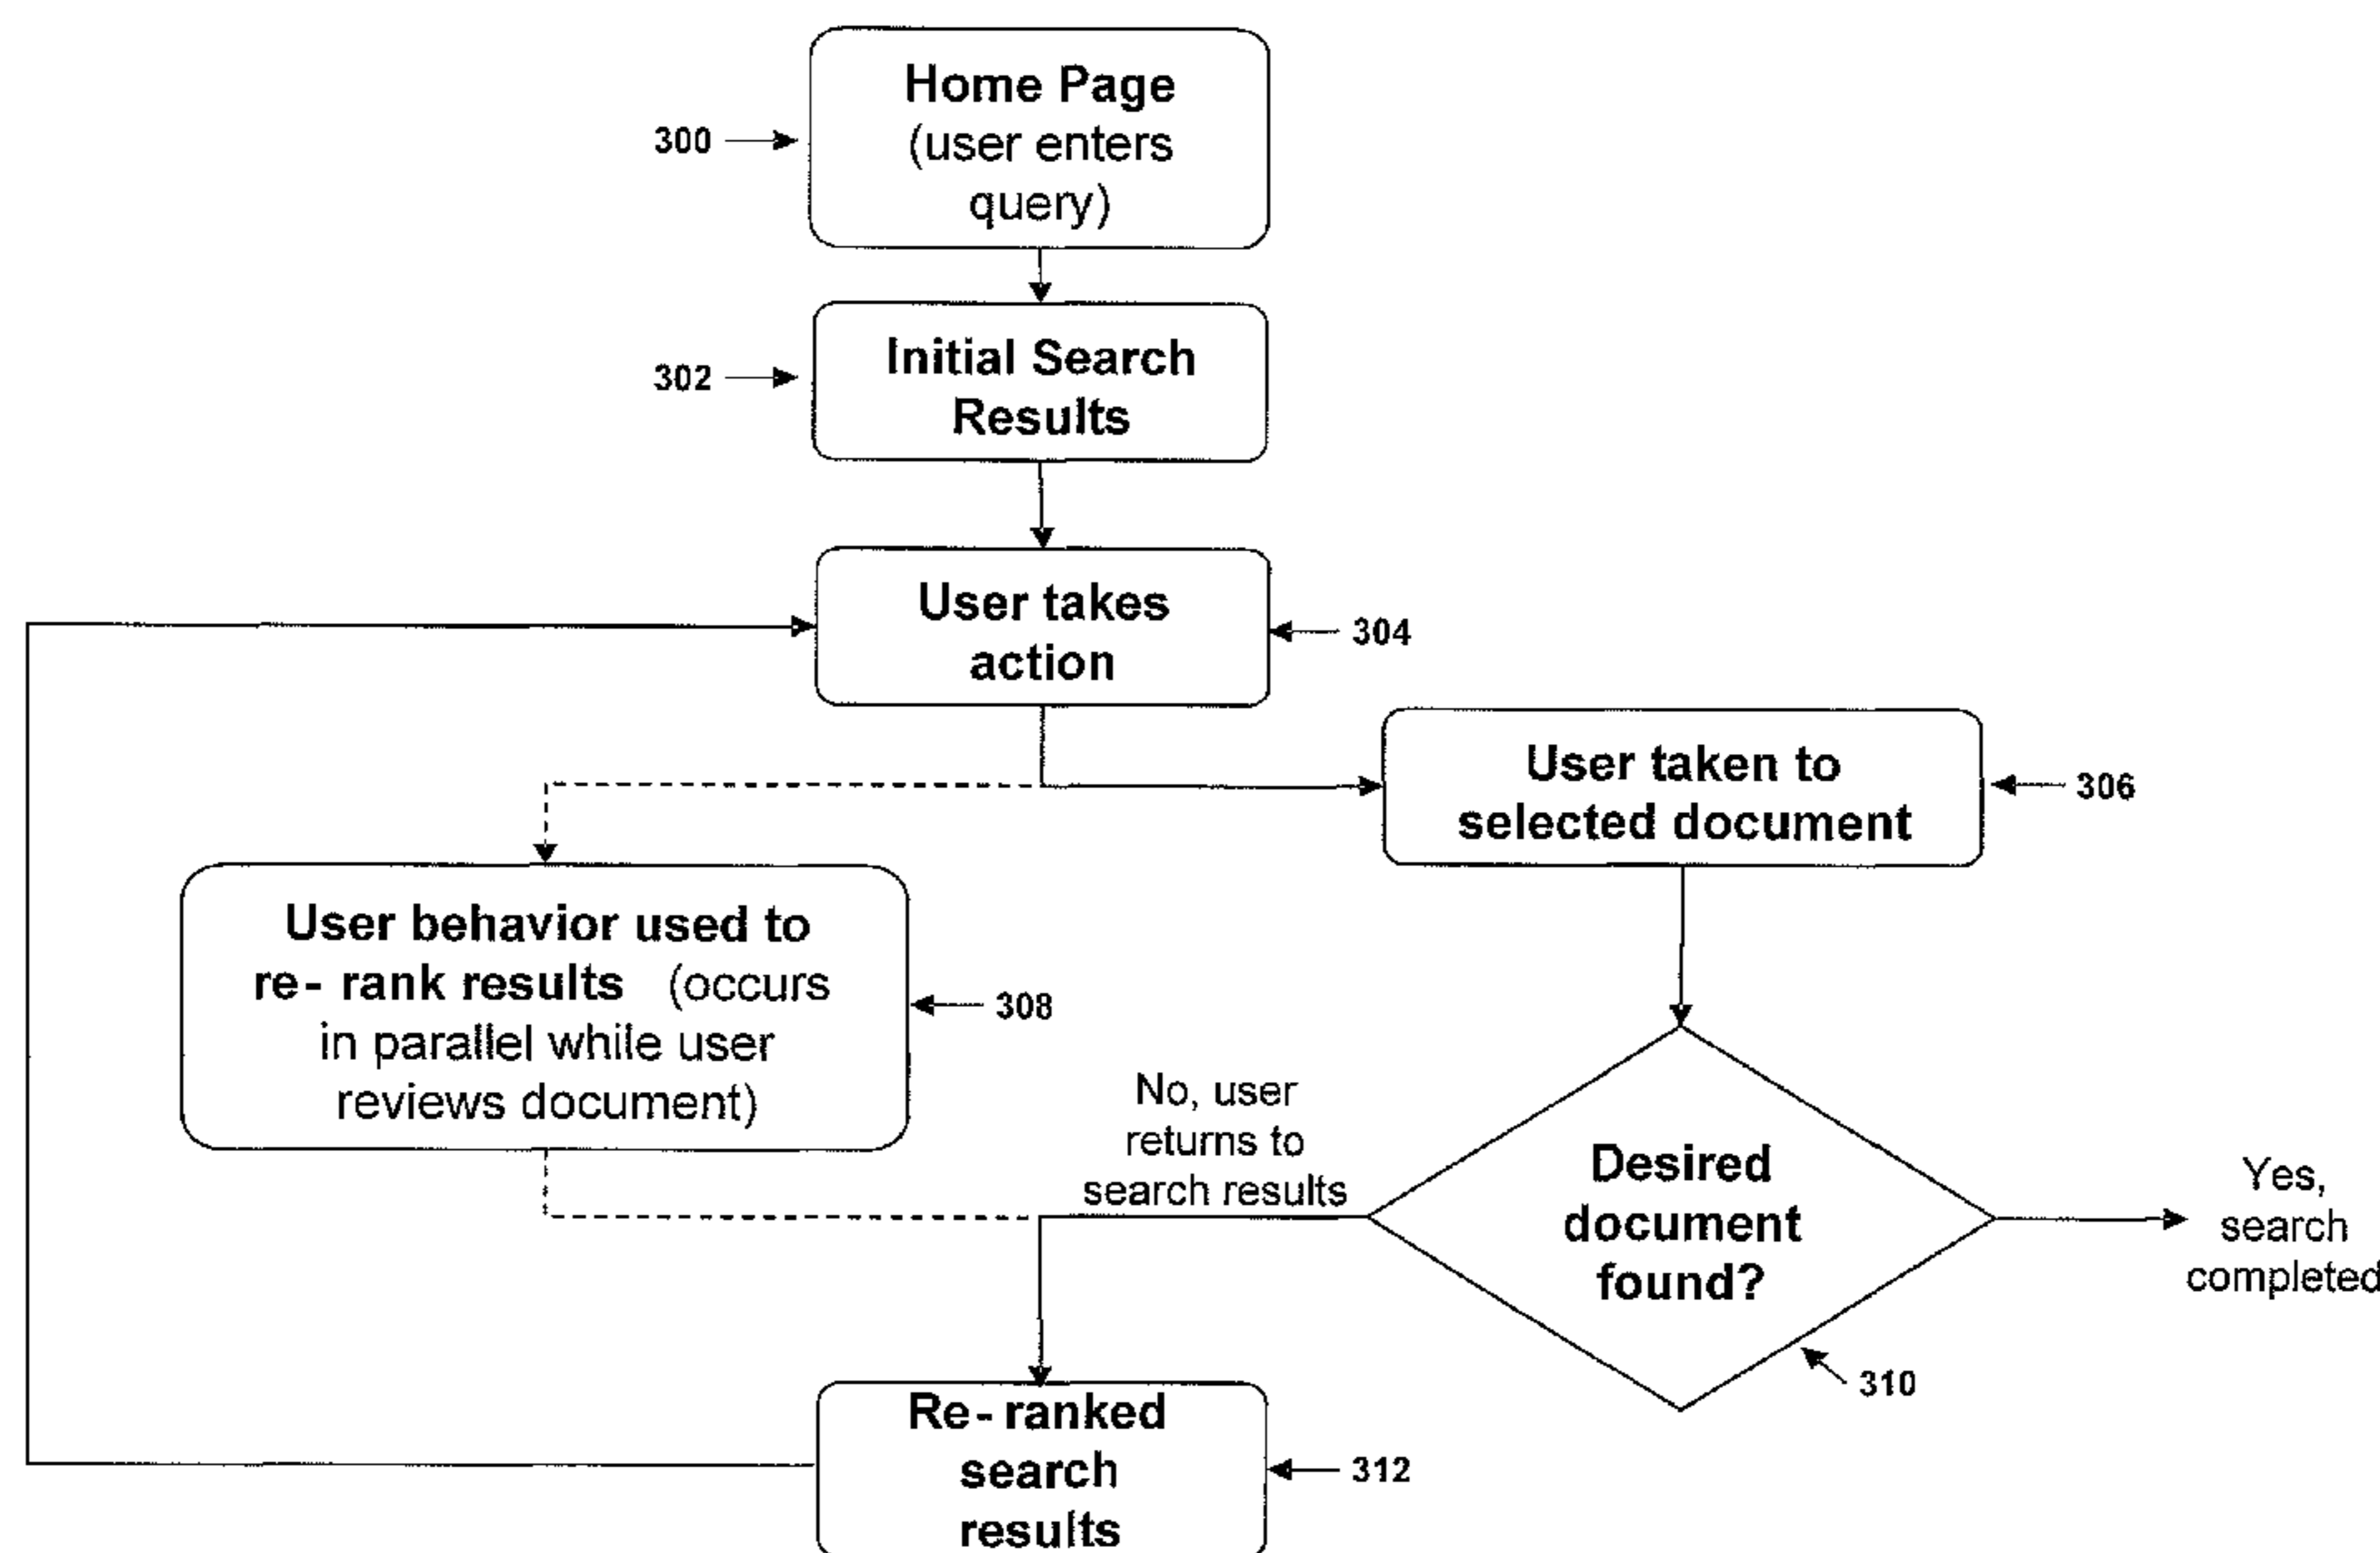 Home Page
(user enters
query)
300
Initial Search
Results
302
User takes
action
304
User taken to
selected document
306
User behavior used to
re- rank results (occurs
in parallel while user
reviews document)
308
No, user
returns to
search results
Desired
document
found?
Yes,
search
completed
310
Re- ranked
search
results
312